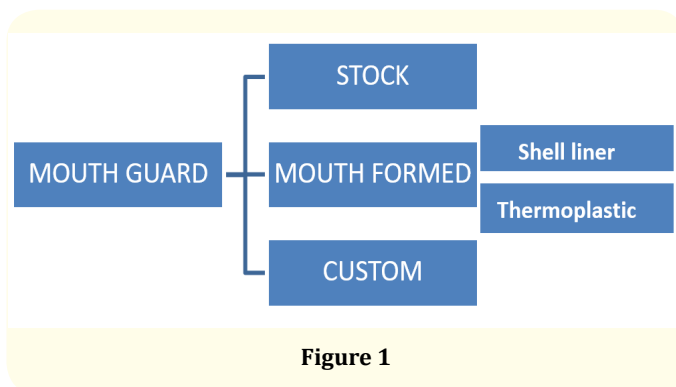 STOCK
MOUTH GUARD
MOUTH FORMED
Shell liner
Thermoplastic
CUSTOM
Figure 1